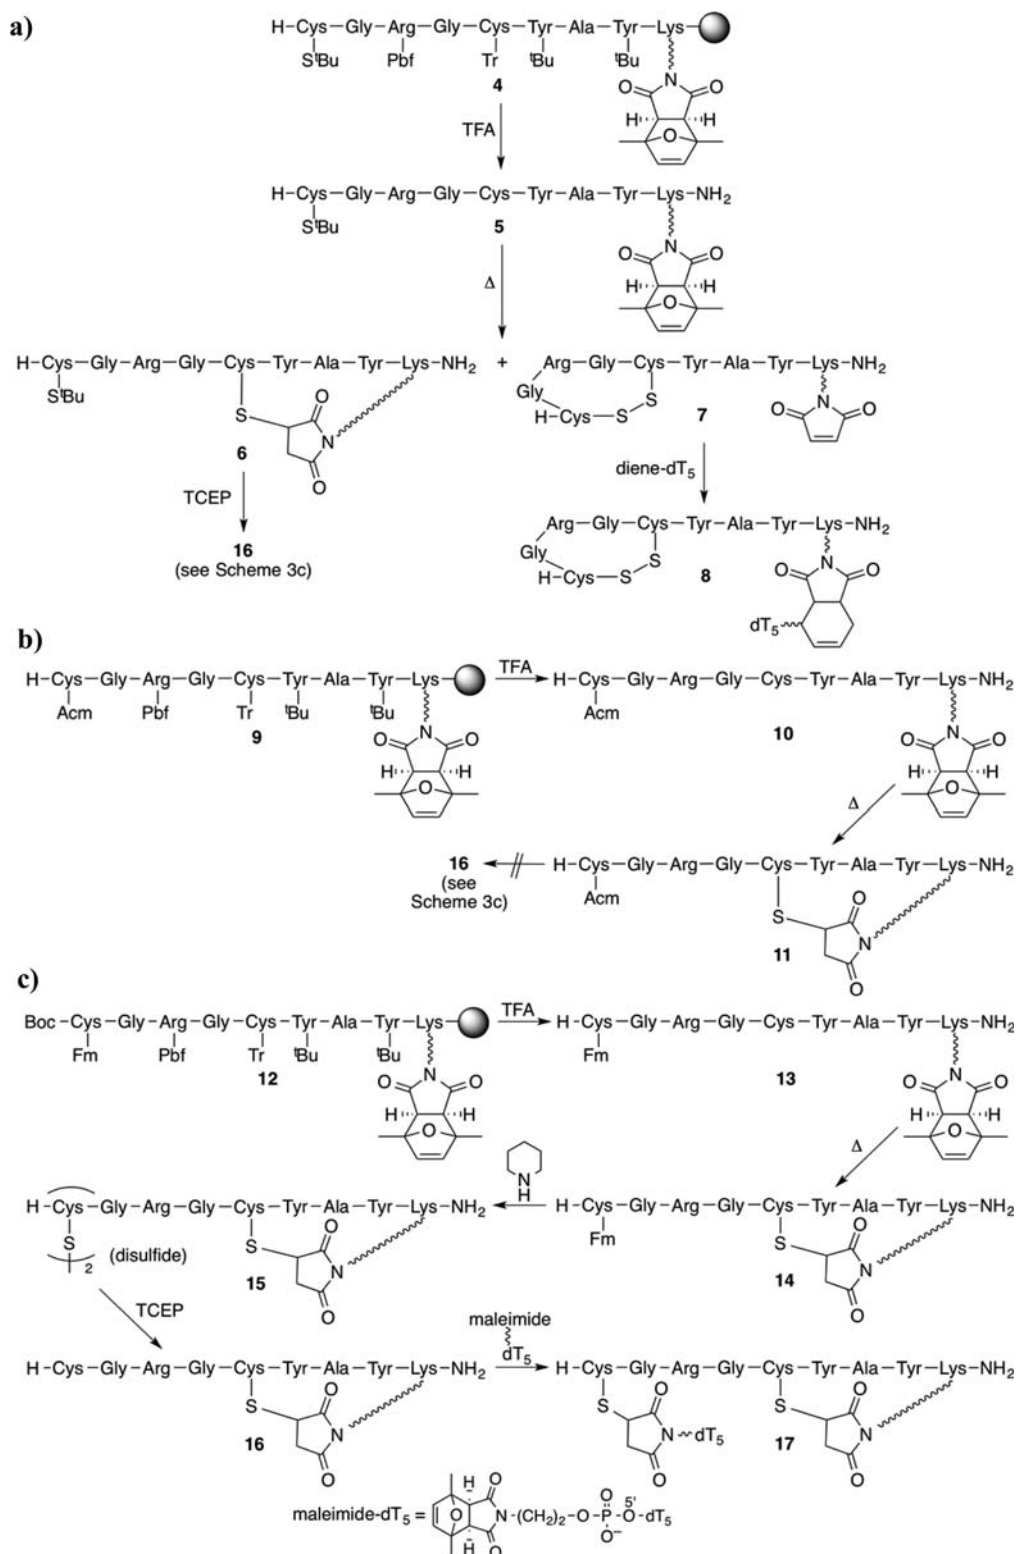 a)
H–Cys–Gly–Arg–Gly–Cys–Tyr–Ala–Tyr–Lys
SᵗBu Pbf Tr ᵗBu ᵗBu
4
N
O O
H H
O
TFA
H–Cys–Gly–Arg–Gly–Cys–Tyr–Ala–Tyr–Lys–NH₂
SᵗBu
5
N
O O
H H
O
Δ
H–Cys–Gly–Arg–Gly–Cys–Tyr–Ala–Tyr–Lys–NH₂
SᵗBu
S
O
N
O
6
TCEP
16
(see Scheme 3c)
+
Arg–Gly–Cys–Tyr–Ala–Tyr–Lys–NH₂
Gly
H–Cys–S–S
7
N
O O
diene-dT₅
Arg–Gly–Cys–Tyr–Ala–Tyr–Lys–NH₂
Gly
H–Cys–S–S
8
N
O O
dT₅
b)
H–Cys–Gly–Arg–Gly–Cys–Tyr–Ala–Tyr–Lys
Acm Pbf Tr ᵗBu ᵗBu
9
N
O O
H H
O
TFA
H–Cys–Gly–Arg–Gly–Cys–Tyr–Ala–Tyr–Lys–NH₂
Acm
10
N
O O
H H
O
Δ
16
(see
Scheme 3c)
H–Cys–Gly–Arg–Gly–Cys–Tyr–Ala–Tyr–Lys–NH₂
Acm
S
O
N
O
11
c)
Boc–Cys–Gly–Arg–Gly–Cys–Tyr–Ala–Tyr–Lys
Fm Pbf Tr ᵗBu ᵗBu
12
N
O O
H H
O
TFA
H–Cys–Gly–Arg–Gly–Cys–Tyr–Ala–Tyr–Lys–NH₂
Fm
13
N
O O
H H
O
Δ
N
H
H–Cys–Gly–Arg–Gly–Cys–Tyr–Ala–Tyr–Lys–NH₂
S
2
(disulfide)
S
O
N
O
15
H–Cys–Gly–Arg–Gly–Cys–Tyr–Ala–Tyr–Lys–NH₂
Fm
S
O
N
O
14
TCEP
H–Cys–Gly–Arg–Gly–Cys–Tyr–Ala–Tyr–Lys–NH₂
S
O
N
O
16
maleimide
dT₅
H–Cys–Gly–Arg–Gly–Cys–Tyr–Ala–Tyr–Lys–NH₂
S
O
N
dT₅
O
S
O
N
O
17
maleimide-dT₅ =
O
H
H
O
O
N–(CH₂)₂–O–P–O–dT₅
O
O⁻
5'